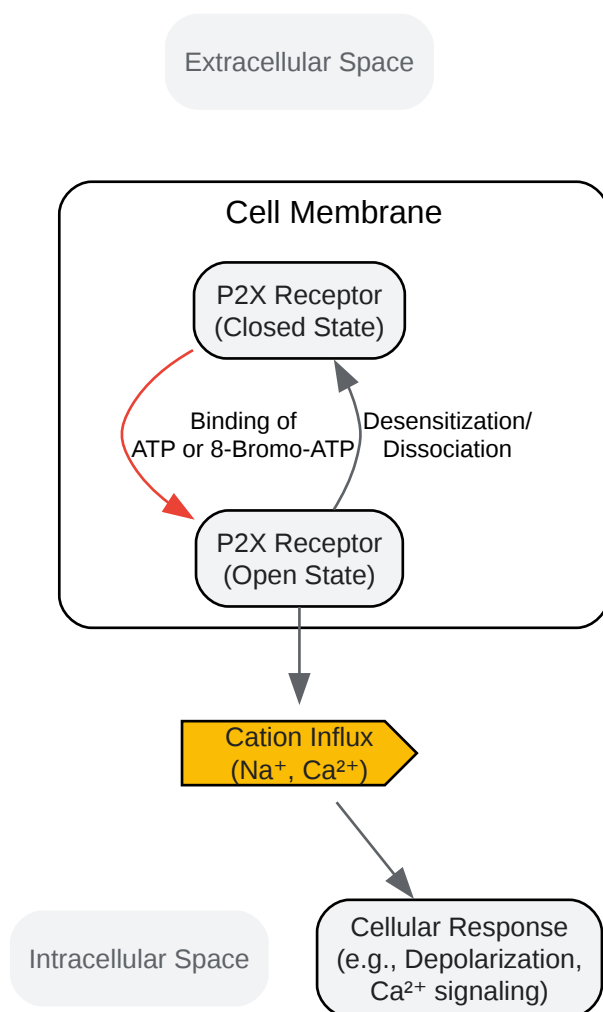 Extracellular Space
Cell Membrane
P2X Receptor
(Closed State)
Binding of
ATP or 8-Bromo-ATP
Desensitization/
Dissociation
P2X Receptor
(Open State)
Cation Influx
(Na⁺, Ca²⁺)
Intracellular Space
Cellular Response
(e.g., Depolarization,
Ca²⁺ signaling)